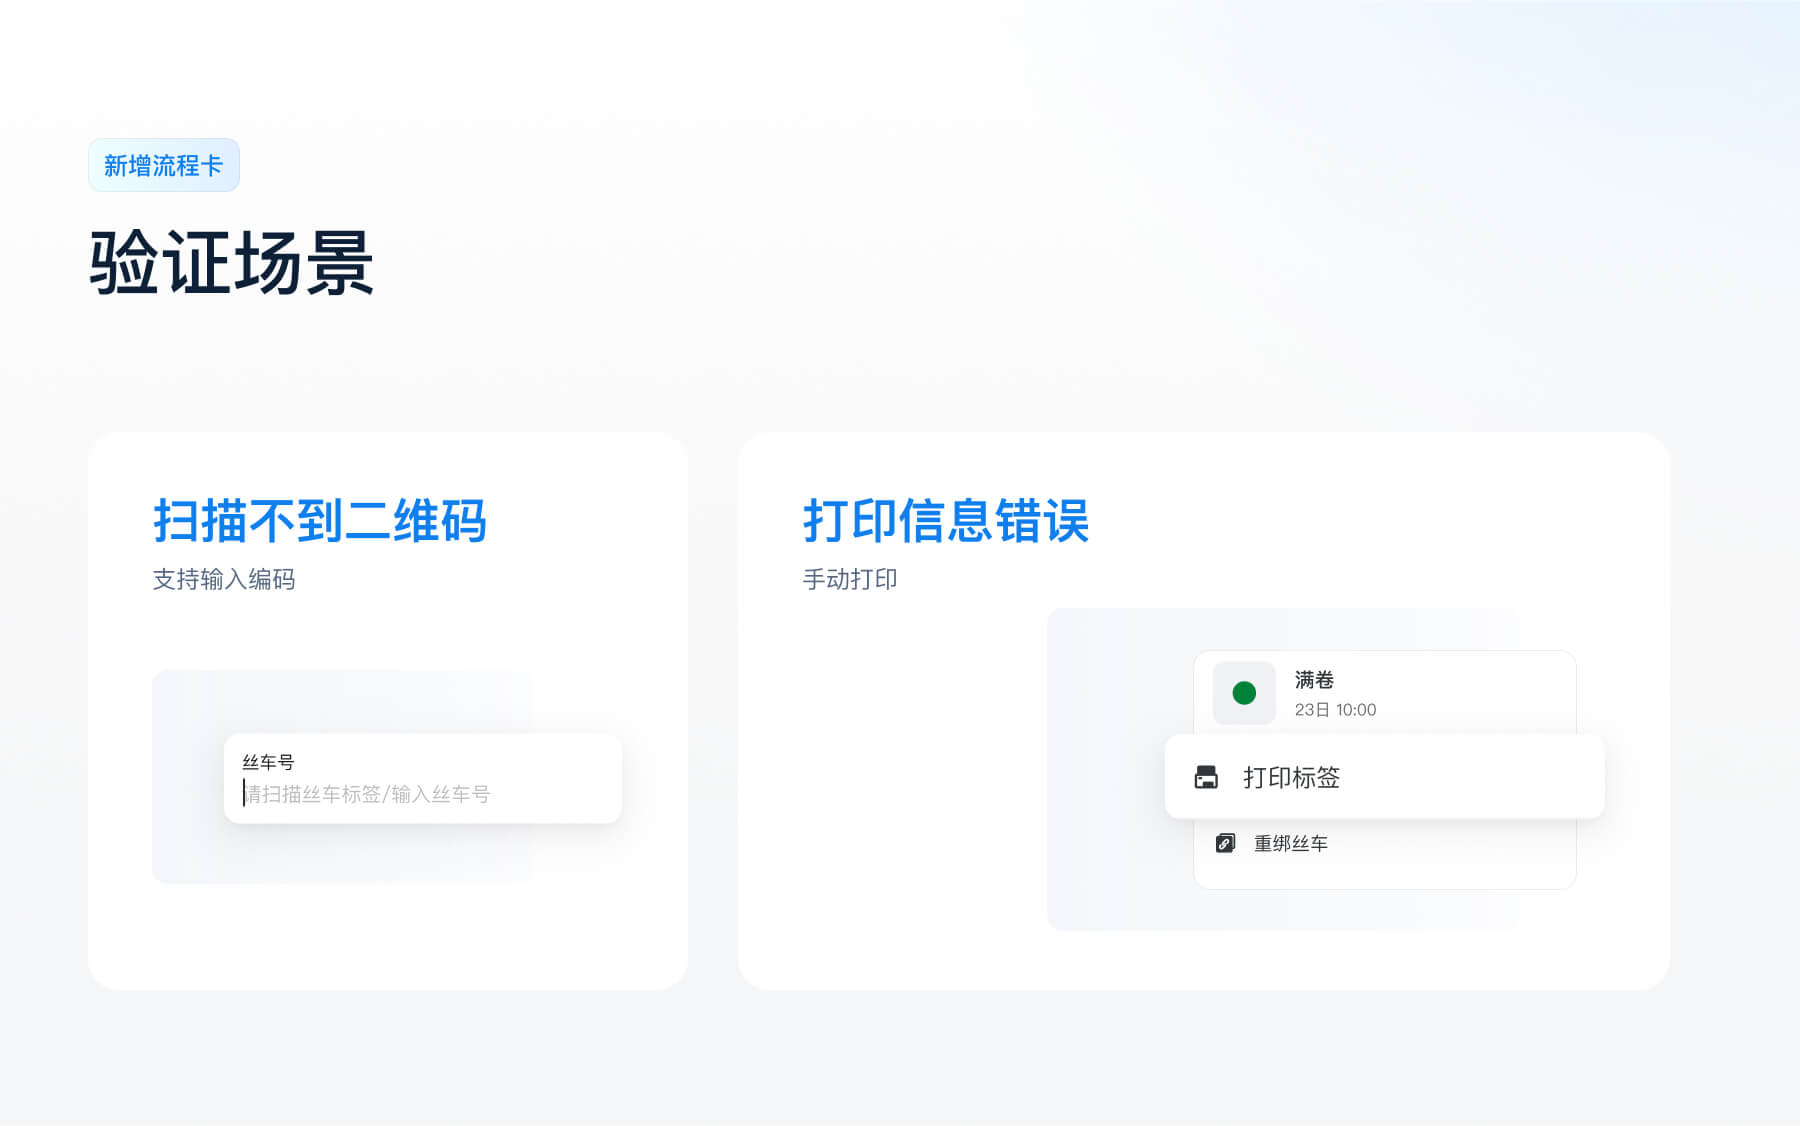 新增流程卡
验证场景
扫描不到二维码
支持输入编码
丝车号
请扫描丝车标签/输入丝车号
打印信息错误
手动打印
满卷
23日 10:00
打印标签
重绑丝车